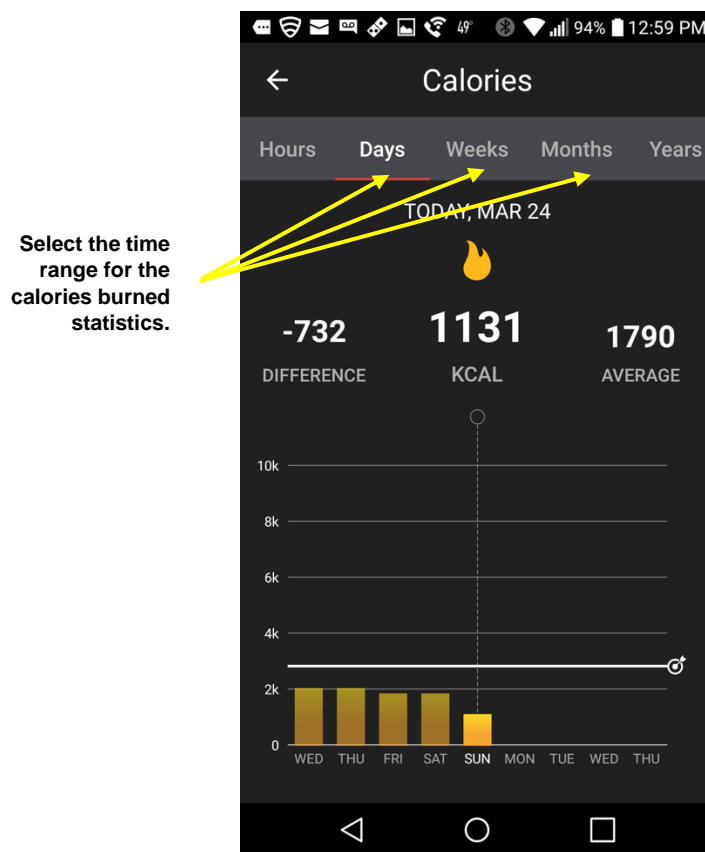 49° 94% 12:59 PM
Calories
Hours Days Weeks Months Years
TODAY, MAR 24
Select the time
range for the
calories burned
statistics.
-732 1131 1790
DIFFERENCE KCAL AVERAGE
10k
8k
6k
4k
2k
0
WED THU FRI SAT SUN MON TUE WED THU